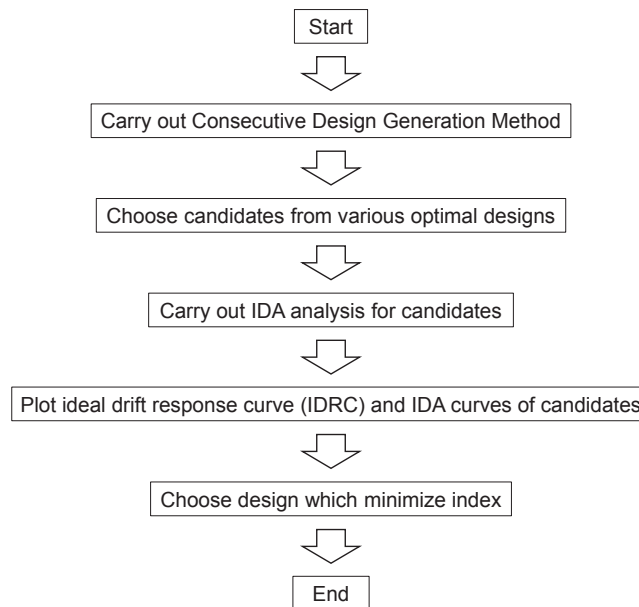 Start
Carry out Consecutive Design Generation Method
Choose candidates from various optimal designs
Carry out IDA analysis for candidates
Plot ideal drift response curve (IDRC) and IDA curves of candidates
Choose design which minimize index
End